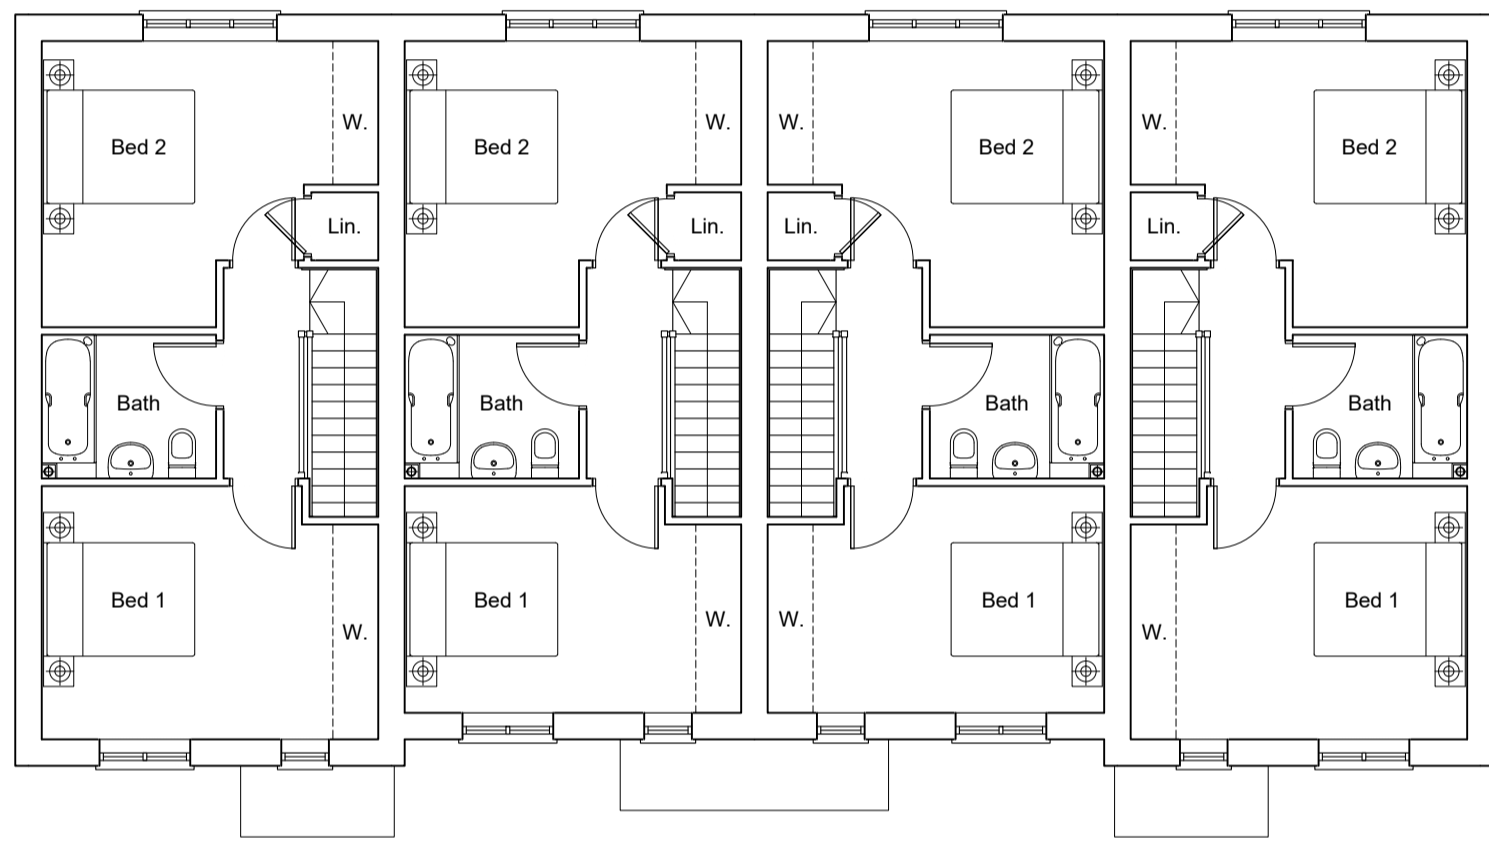 W. W. W. W.
Bed 2 Bed 2 Bed 2 Bed 2
Lin. Lin. Lin. Lin.
Bath Bath Bath Bath
Bed 1 Bed 1 Bed 1 Bed 1
W. W. W. W.